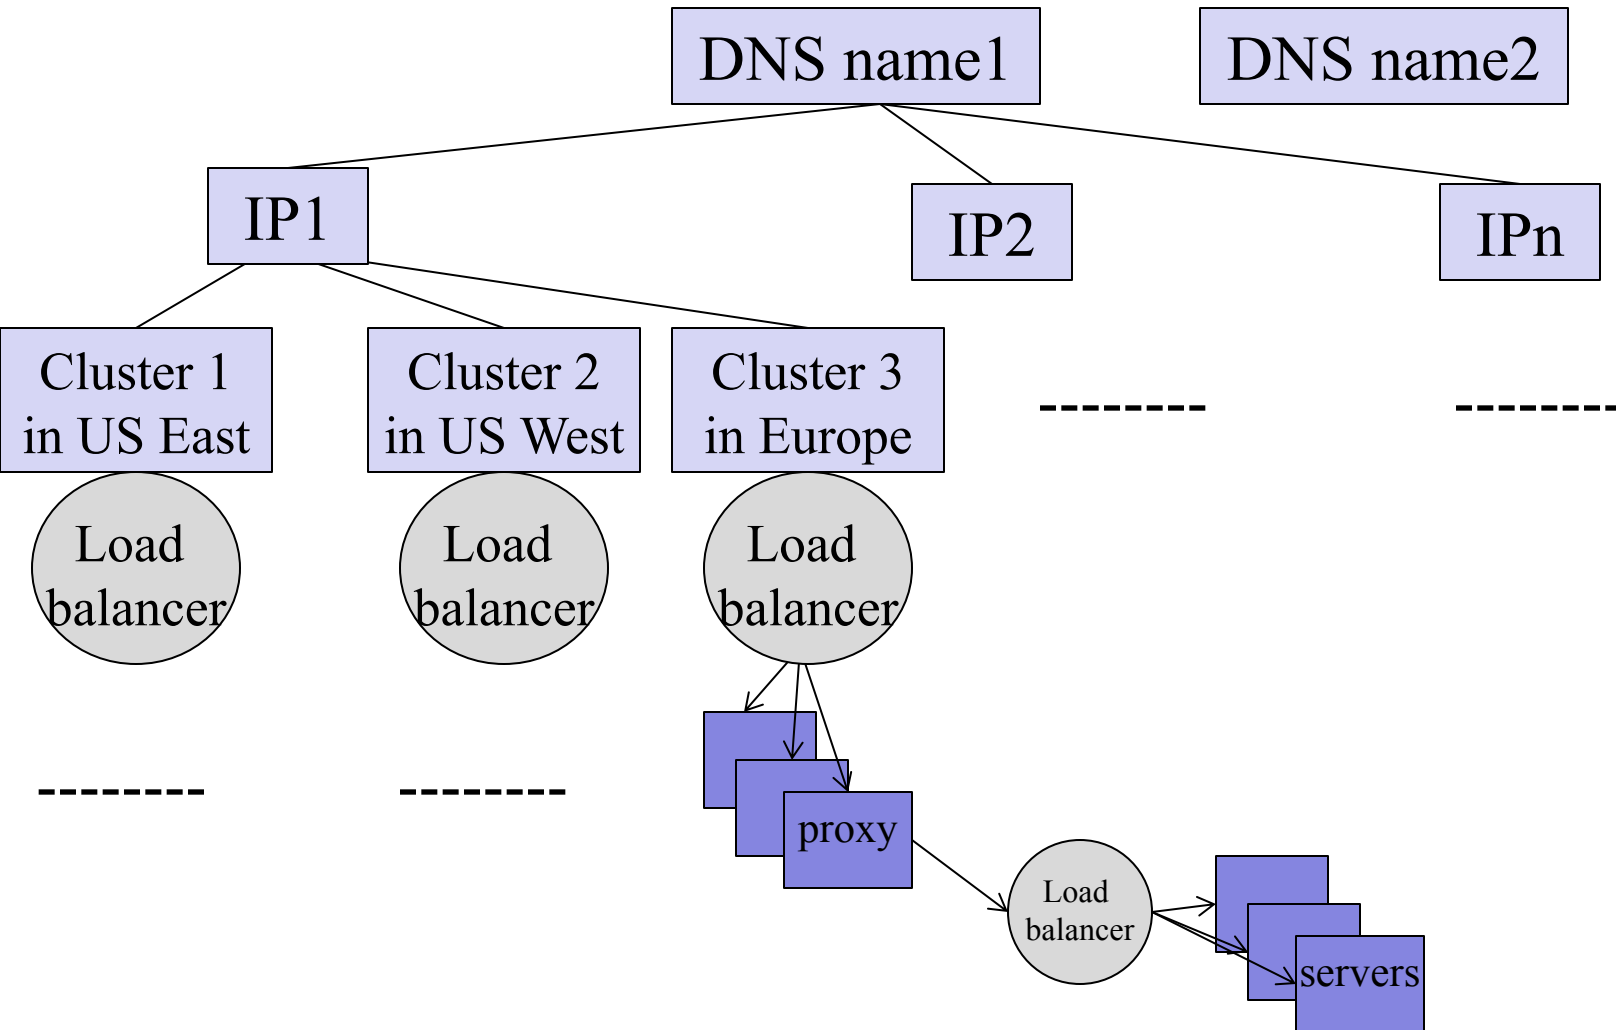 DNS name1
DNS name2
IP1
IP2
IPn
Cluster 1
in US East
Cluster 2
in US West
Cluster 3
in Europe
--------
--------
Load
balancer
Load
balancer
Load
balancer
--------
--------
proxy
Load
balancer
servers